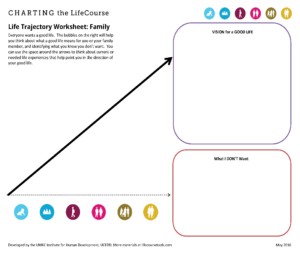 CHARTING the LifeCourse
Life Trajectory Worksheet: Family
Everyone wants a good life. The bubbles on the right will help
you think about what a good life means for you or your family
member, and identifying what you know you don't want. You
can use the space around the arrows to think about current or
needed life experiences that help point you in the direction of
your good life.
VISION for a GOOD LIFE
What I DON'T Want
Developed by the UMKC Institute for Human Development, UCEDD. More materials at lifecoursetools.com
May 2016